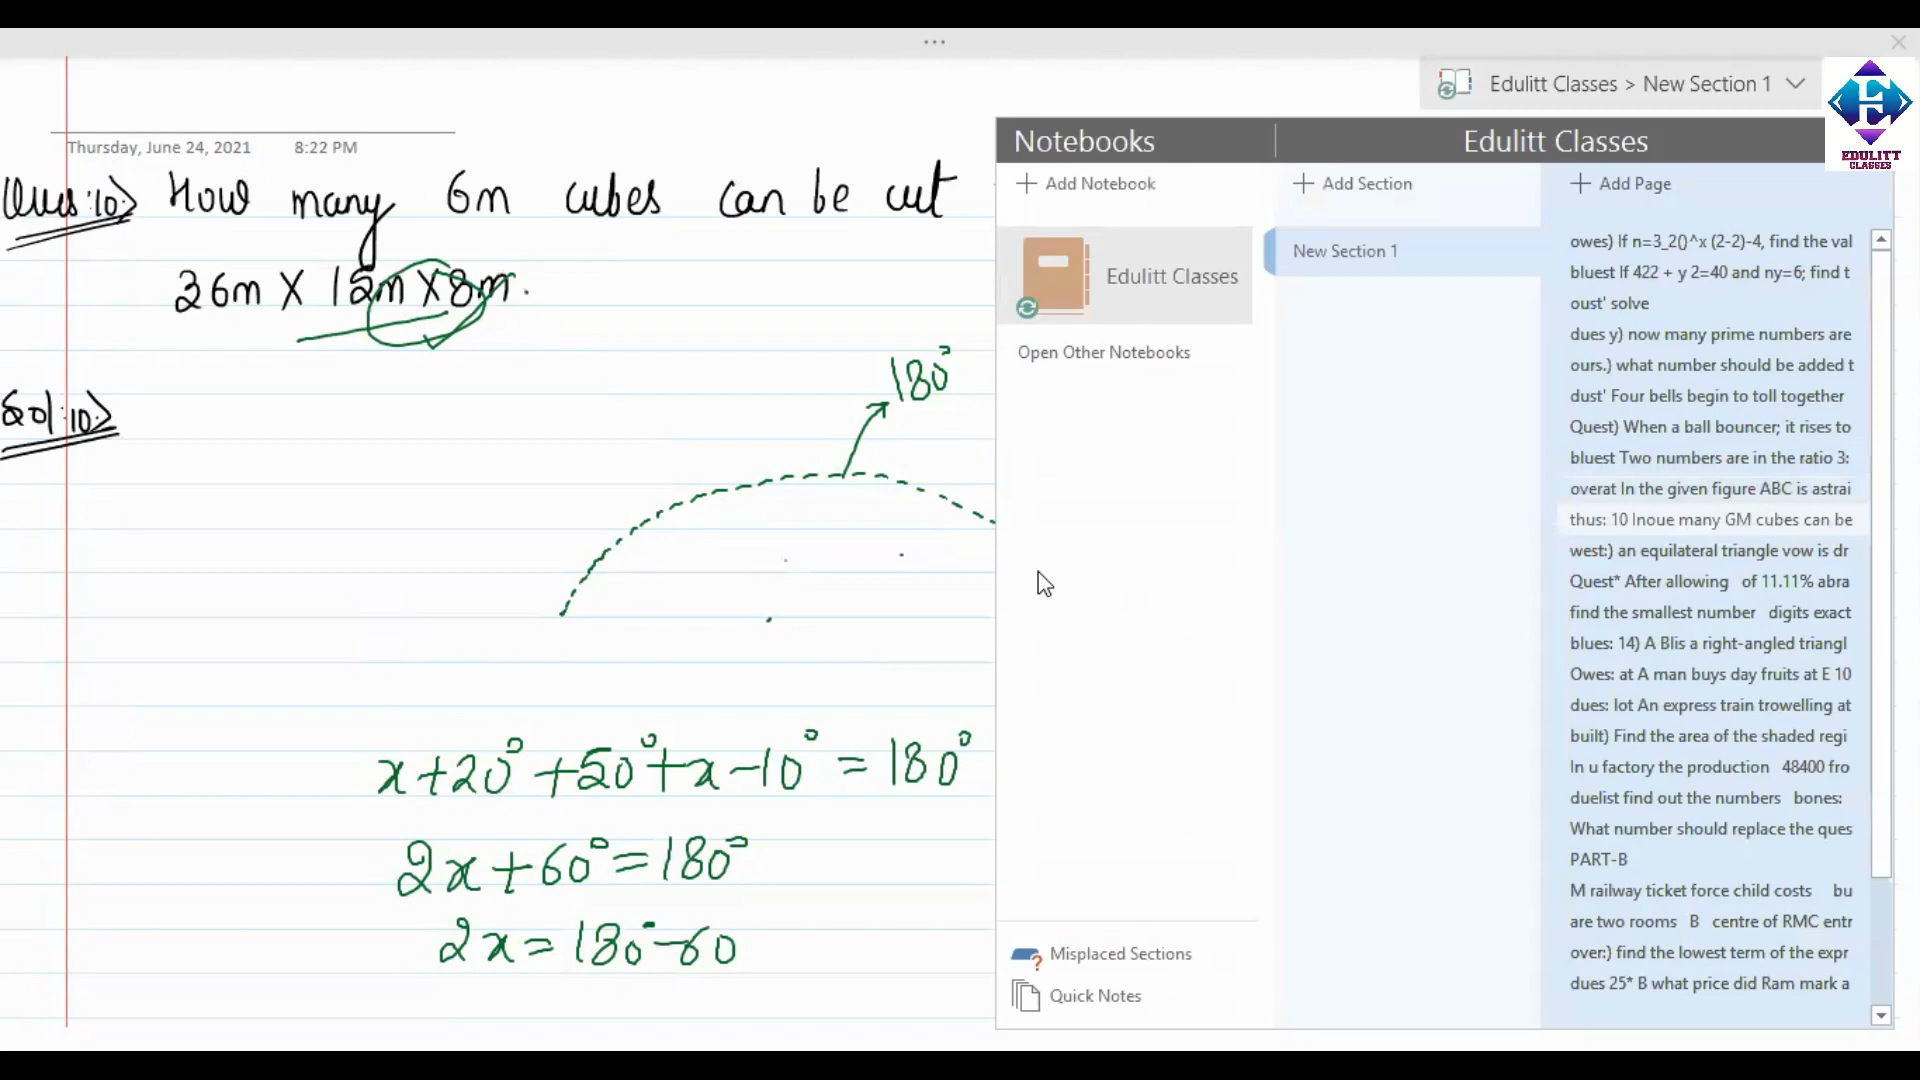 Edulitt Classes > New Section 1
E
EDULITT
CLASSES
Thursday, June 24, 2021 8:22 PM
Ques:10> How many 6m cubes can be cut
36m X 15m X 8m.
Sol:10>
180°
x+20°+50°+x-10° = 180°
2x+60°=180°
2x=180°-60
Notebooks
Edulitt Classes
Add Notebook
Add Section
Add Page
Edulitt Classes
New Section 1
Open Other Notebooks
owes) If n=3_2()^x (2-2)-4, find the val
bluest If 422 + y 2=40 and ny=6; find t
oust' solve
dues y) now many prime numbers are
ours.) what number should be added t
dust' Four bells begin to toll together
Quest) When a ball bouncer; it rises to
bluest Two numbers are in the ratio 3:
overat In the given figure ABC is astrai
thus: 10 Inoue many GM cubes can be
west:) an equilateral triangle vow is dr
Quest* After allowing of 11.11% abra
find the smallest number digits exact
blues: 14) A Blis a right-angled triangl
Owes: at A man buys day fruits at E 10
dues: lot An express train trowelling at
built) Find the area of the shaded regi
In u factory the production 48400 fro
duelist find out the numbers bones:
What number should replace the ques
PART-B
M railway ticket force child costs bu
are two rooms B centre of RMC entr
over:) find the lowest term of the expr
dues 25* B what price did Ram mark a
Misplaced Sections
Quick Notes